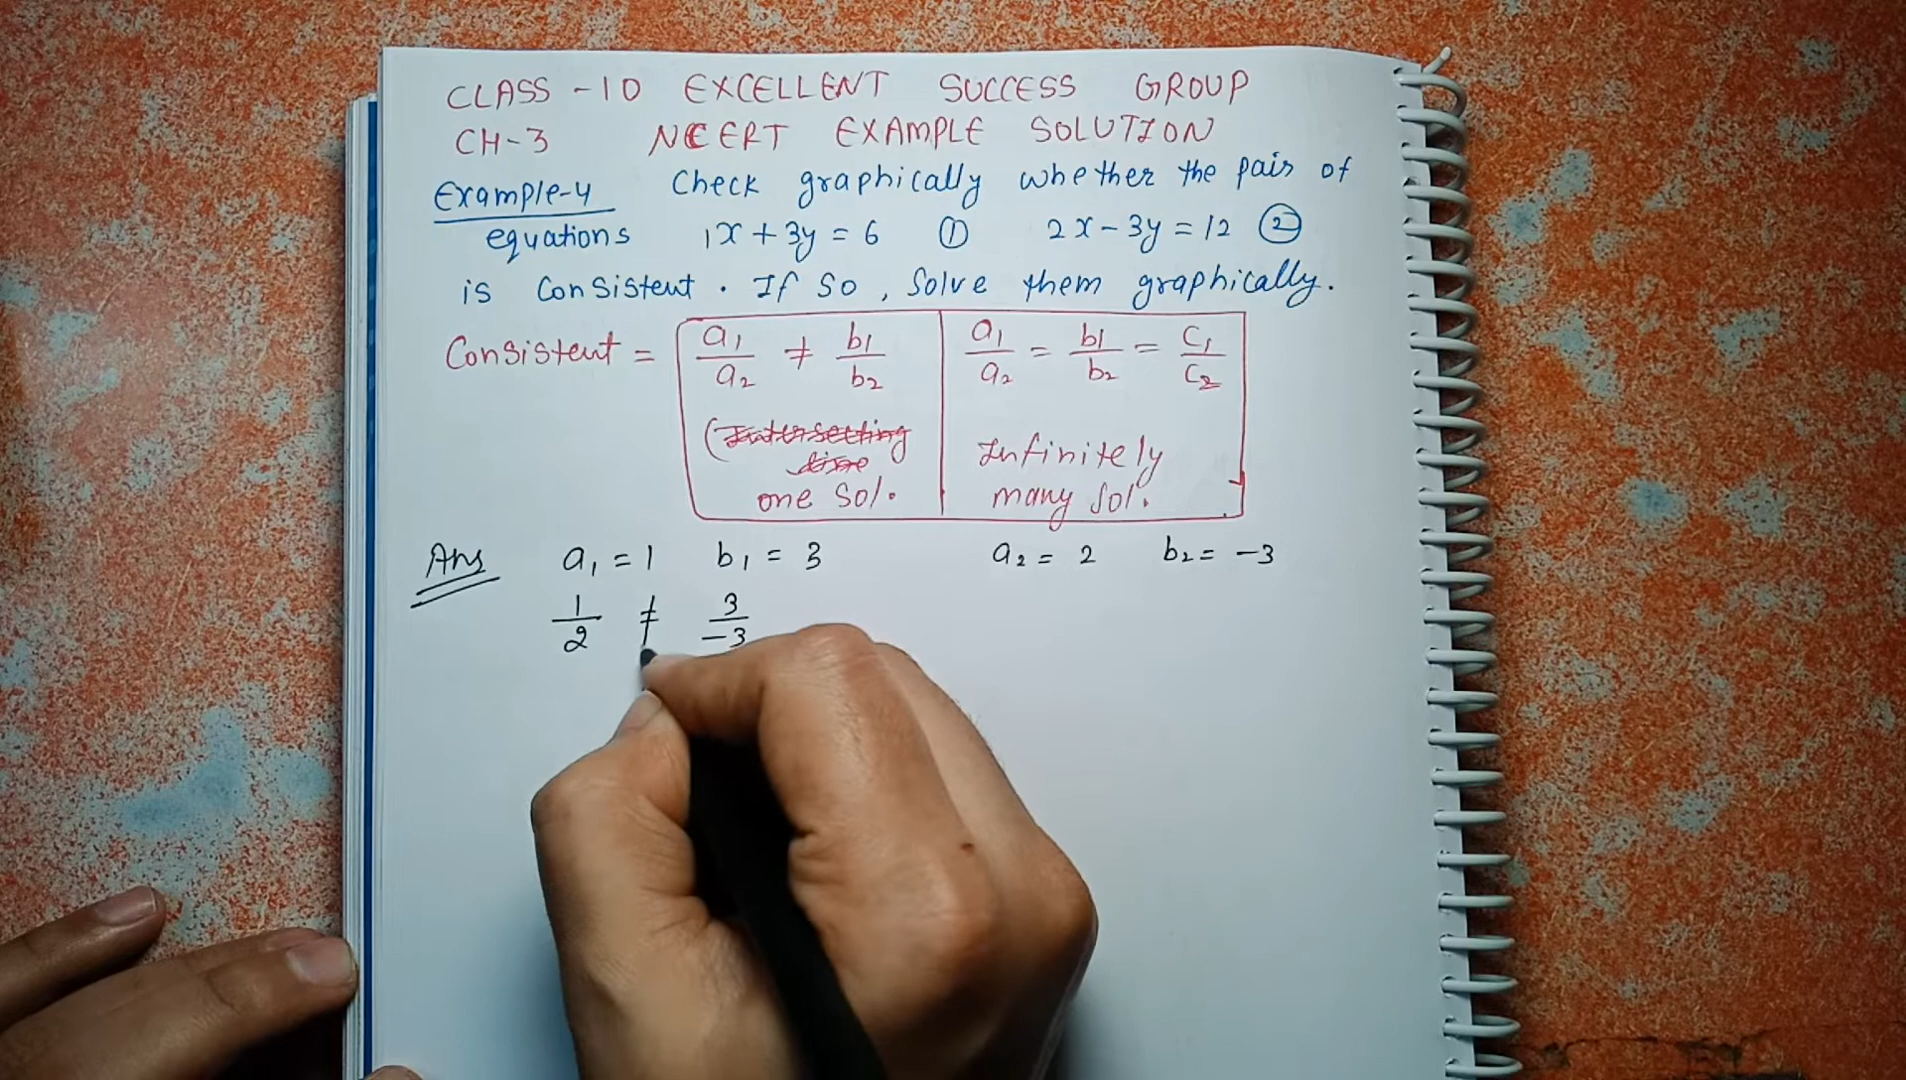 CLASS - 10 EXCELLENT SUCCESS GROUP
CH-3 NCERT EXAMPLE SOLUTION
Example-4 Check graphically whether the pair of
equations 1x + 3y = 6 ① 2x - 3y = 12 ②
is Consistent. If so, Solve them graphically.
Consistent = a₁/a₂ ≠ b₁/b₂ a₁/a₂ = b₁/b₂ = c₁/c₂
(Intersecting Infinitely
line
one sol. many sol.
Ans a₁ = 1 b₁ = 3 a₂ = 2 b₂ = -3
1/2 ≠ 3/-3